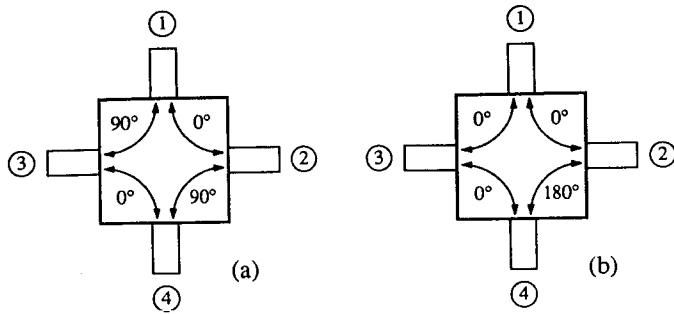 ① ①
90° 0° 0° 0°
③ ② ③ ②
0° 90° 0° 180°
(a) (b)
④ ④